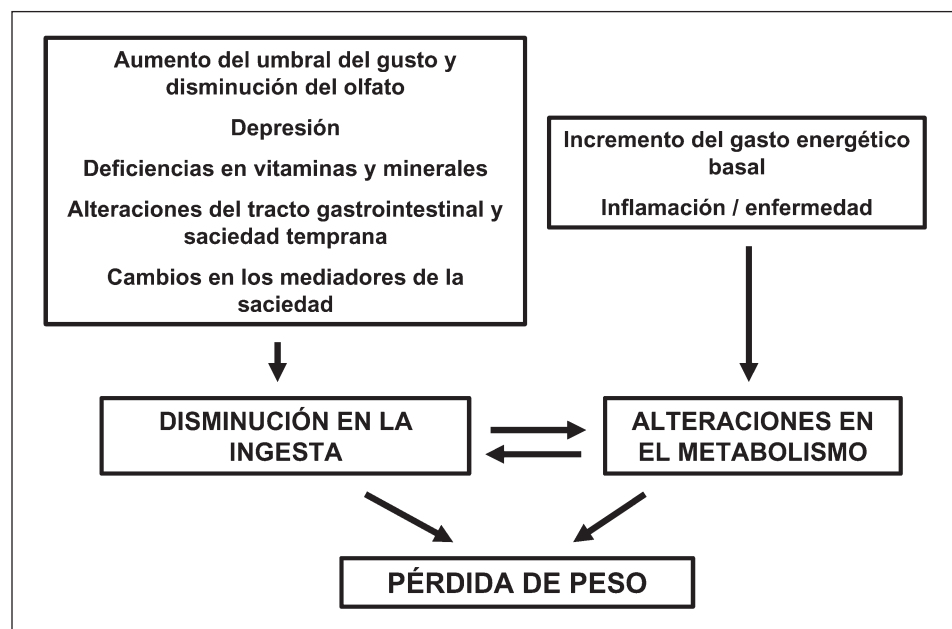 Aumento del umbral del gusto y
disminución del olfato
Depresión
Deficiencias en vitaminas y minerales
Alteraciones del tracto gastrointestinal y
saciedad temprana
Cambios en los mediadores de la
saciedad
Incremento del gasto energético
basal
Inflamación / enfermedad
DISMINUCIÓN EN LA
INGESTA
ALTERACIONES EN
EL METABOLISMO
PÉRDIDA DE PESO